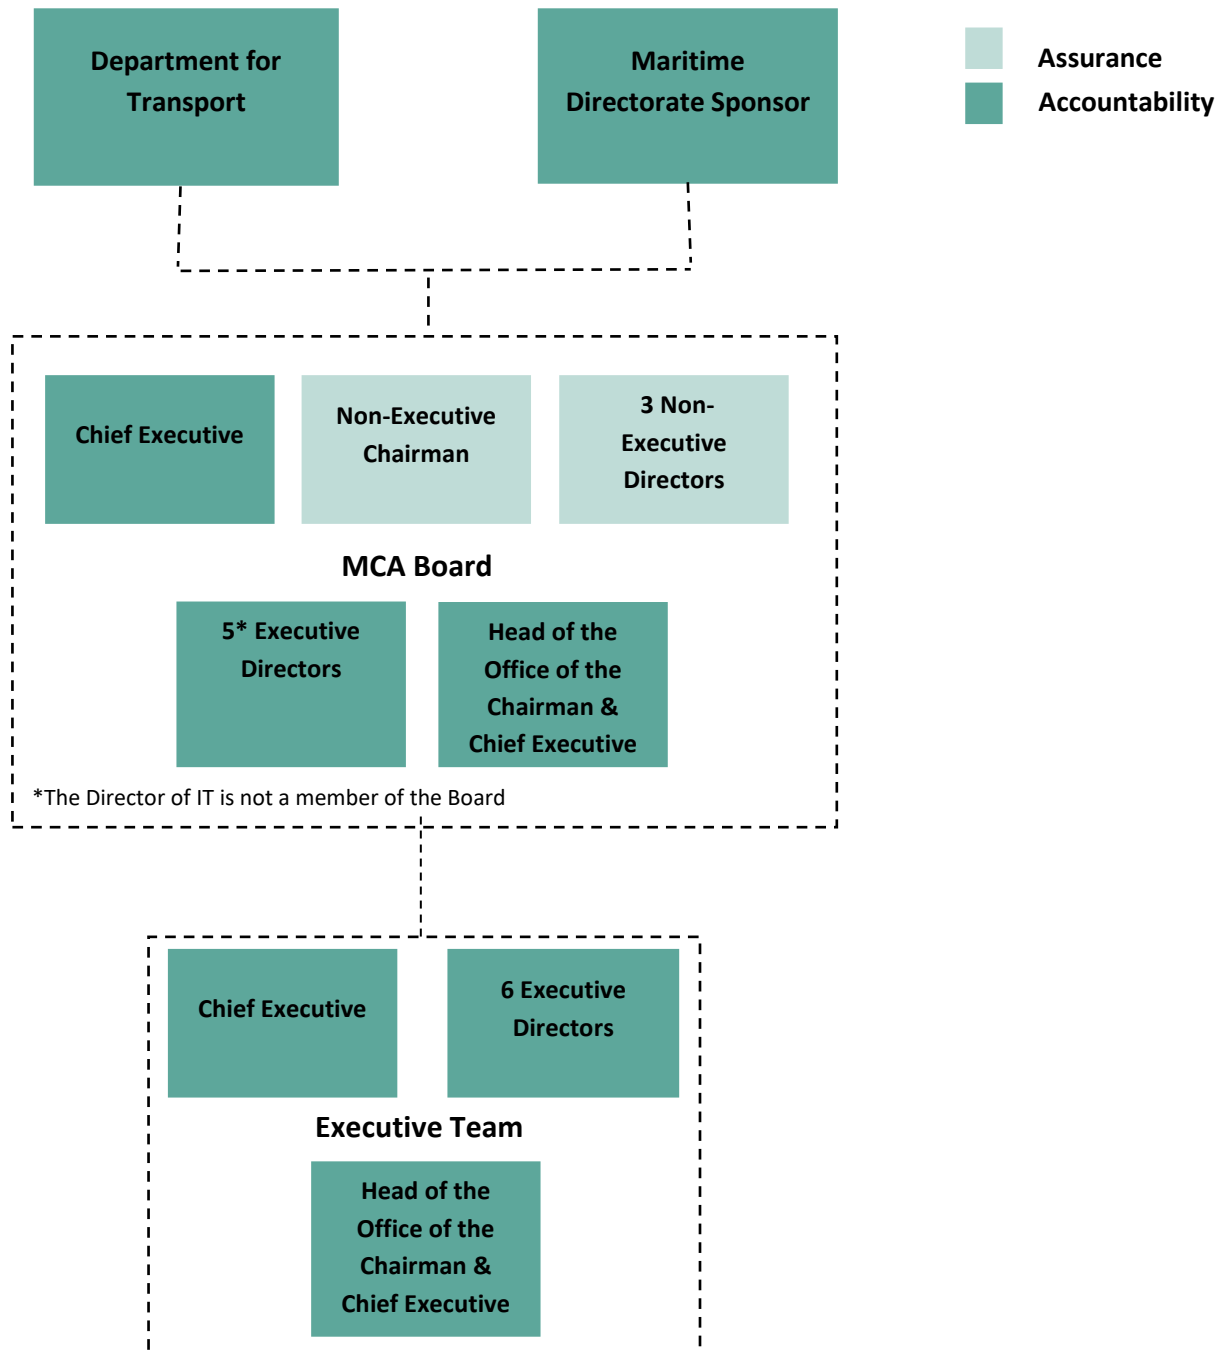 Department for
Transport
Maritime
Directorate Sponsor
Assurance
Accountability
Chief Executive
Non-Executive
Chairman
3 Non-
Executive
Directors
MCA Board
5* Executive
Directors
Head of the
Office of the
Chairman &
Chief Executive
*The Director of IT is not a member of the Board
Chief Executive
6 Executive
Directors
Executive Team
Head of the
Office of the
Chairman &
Chief Executive